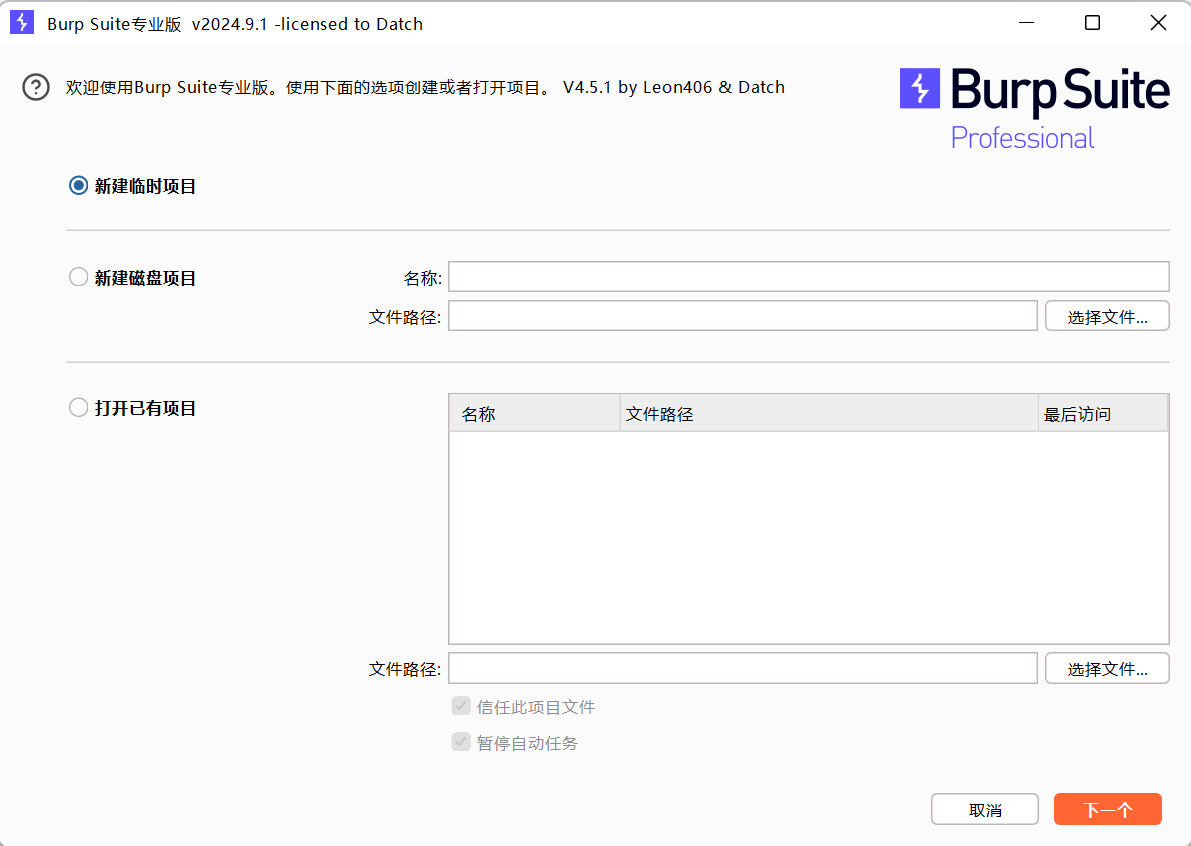 Burp Suite专业版 v2024.9.1 -licensed to Datch
欢迎使用Burp Suite专业版。使用下面的选项创建或者打开项目。 V4.5.1 by Leon406 & Datch
Burp Suite
Professional
新建临时项目
新建磁盘项目
名称:
文件路径:
选择文件...
打开已有项目
名称 文件路径 最后访问
文件路径:
选择文件...
信任此项目文件
暂停自动任务
取消
下一个